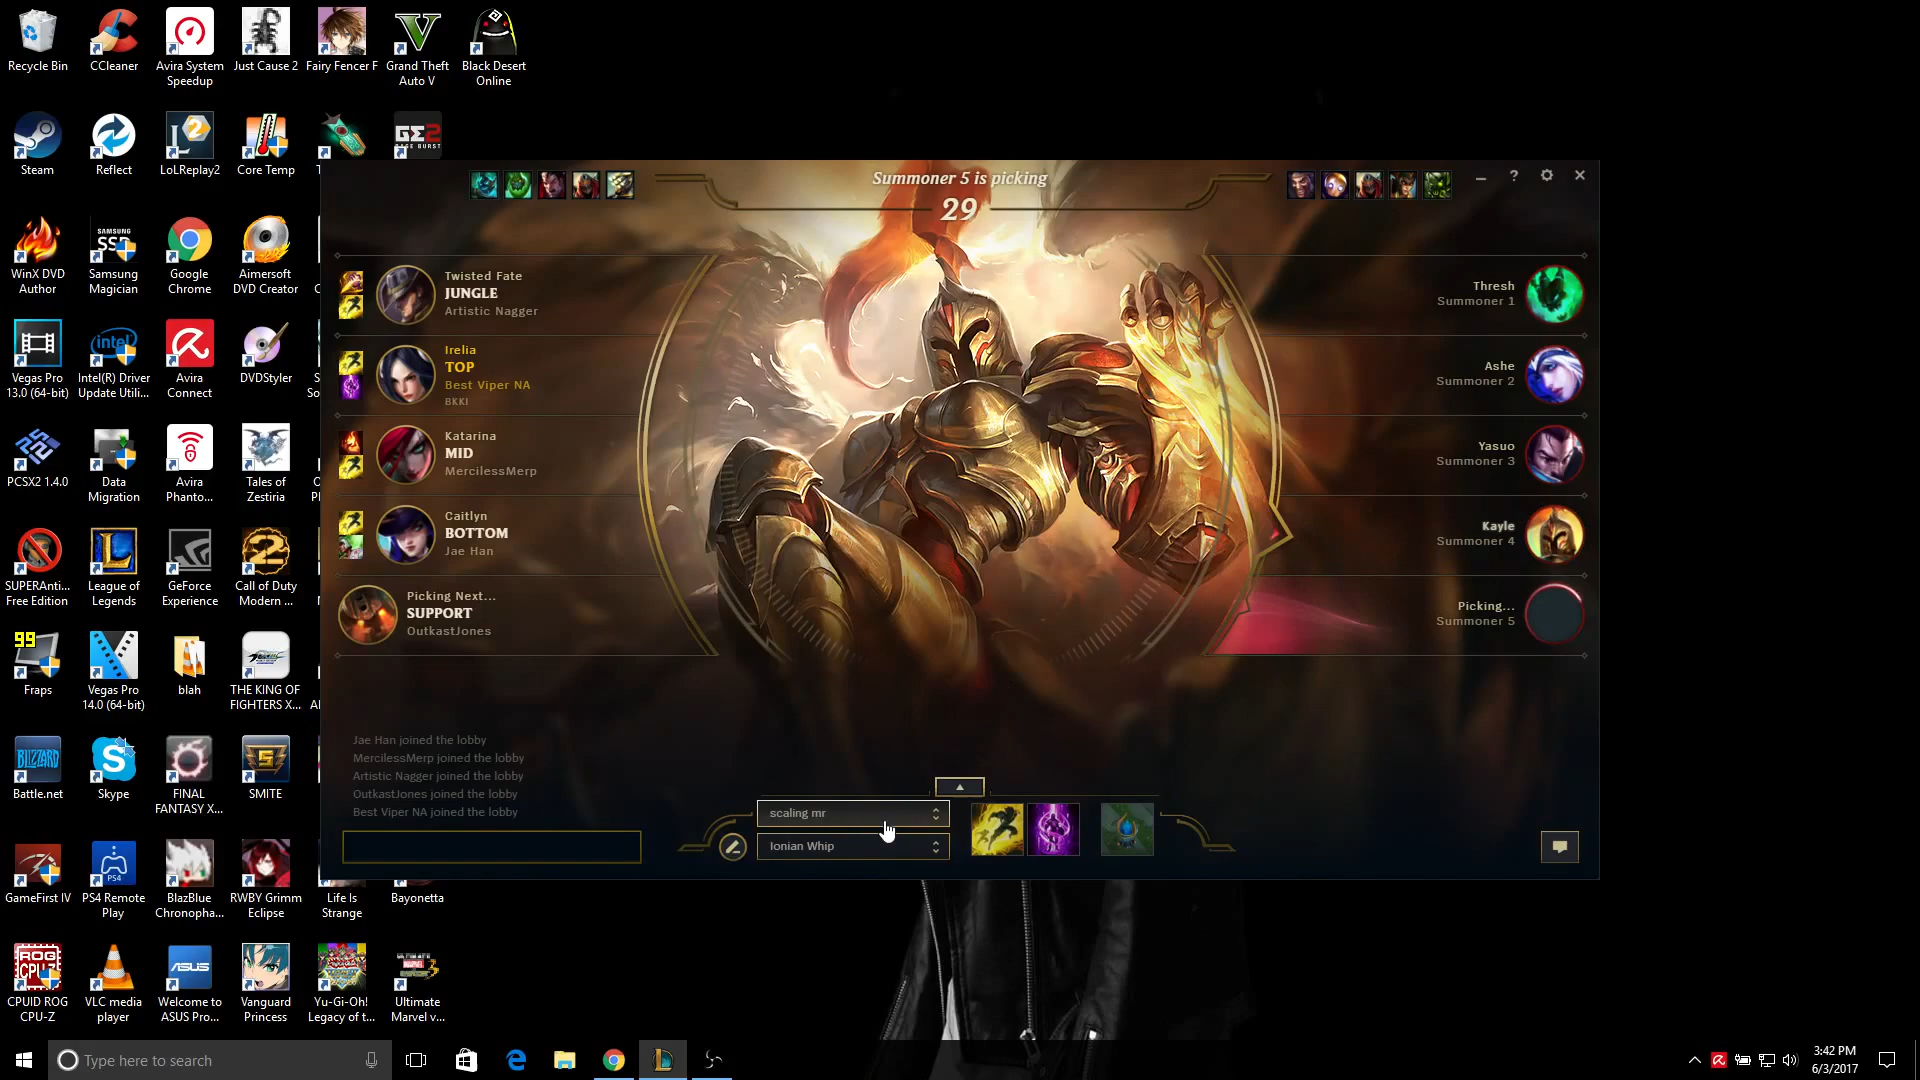 Recycle Bin
CCleaner
Avira System
Speedup
Just Cause 2
Fairy Fencer F
Grand Theft
Auto V
Black Desert
Online
Steam
Reflect
LoLReplay2
Core Temp
WinX DVD
Author
Samsung
Magician
Google
Chrome
Aimersoft
DVD Creator
Vegas Pro
13.0 (64-bit)
Intel(R) Driver
Update Utili...
Avira
Connect
DVDStyler
PCSX2 1.4.0
Data
Migration
Avira
Phanto...
Tales of
Zestiria
SUPERAnti...
Free Edition
League of
Legends
GeForce
Experience
Call of Duty
Modern ...
99
Fraps
Vegas Pro
14.0 (64-bit)
blah
THE KING OF
FIGHTERS X...
BLIZZARD
Battle.net
Skype
FINAL
FANTASY X...
SMITE
GameFirst IV
PS4 Remote
Play
BlazBlue
Chronopha...
RWBY Grimm
Eclipse
Life Is
Strange
Bayonetta
CPUID ROG
CPU-Z
VLC media
player
Welcome to
ASUS Pro...
Vanguard
Princess
Yu-Gi-Oh!
Legacy of t...
Ultimate
Marvel v...
Summoner 5 is picking
29
?
Twisted Fate
JUNGLE
Artistic Nagger
Irelia
TOP
Best Viper NA
BKKI
Katarina
MID
MercilessMerp
Caitlyn
BOTTOM
Jae Han
Picking Next...
SUPPORT
OutkastJones
Thresh
Summoner 1
Ashe
Summoner 2
Yasuo
Summoner 3
Kayle
Summoner 4
Picking...
Summoner 5
Jae Han joined the lobby
MercilessMerp joined the lobby
Artistic Nagger joined the lobby
OutkastJones joined the lobby
Best Viper NA joined the lobby
scaling mr
Ionian Whip
Type here to search
3:42 PM
6/3/2017